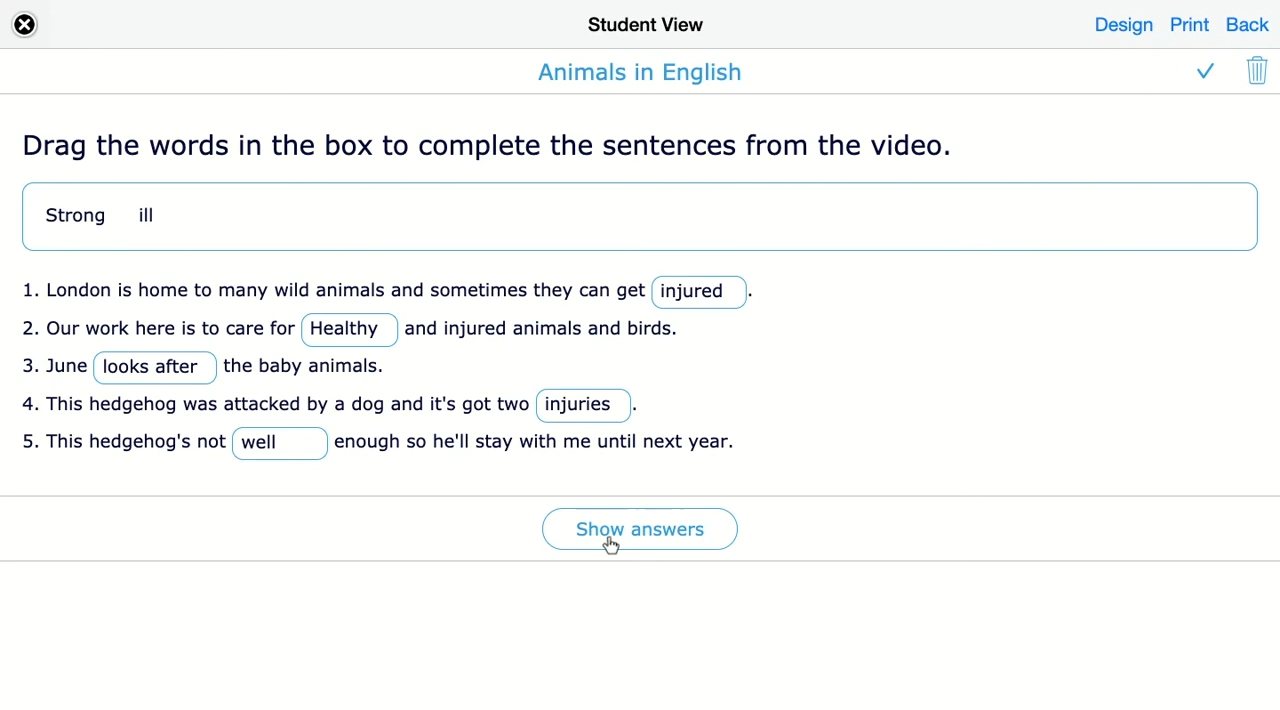 Student View
Design Print Back
Animals in English
Drag the words in the box to complete the sentences from the video.
Strong ill
1. London is home to many wild animals and sometimes they can get injured.
2. Our work here is to care for Healthy and injured animals and birds.
3. June looks after the baby animals.
4. This hedgehog was attacked by a dog and it's got two injuries.
5. This hedgehog's not well enough so he'll stay with me until next year.
Show answers